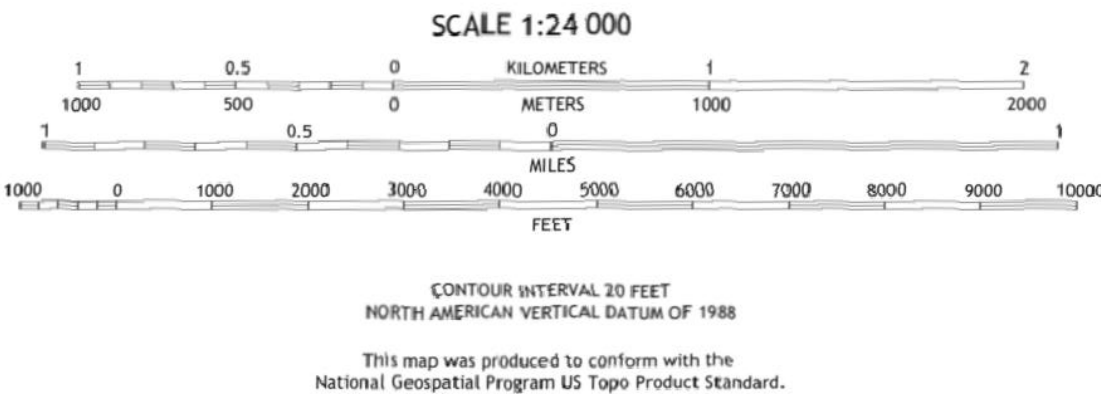 SCALE 1:24 000
1 0.5 0 KILOMETERS 1 2
1000 500 0 METERS 1000 2000
1 0.5 0 1
MILES
1000 0 1000 2000 3000 4000 5000 6000 7000 8000 9000 10000
FEET
CONTOUR INTERVAL 20 FEET
NORTH AMERICAN VERTICAL DATUM OF 1988
This map was produced to conform with the
National Geospatial Program US Topo Product Standard.